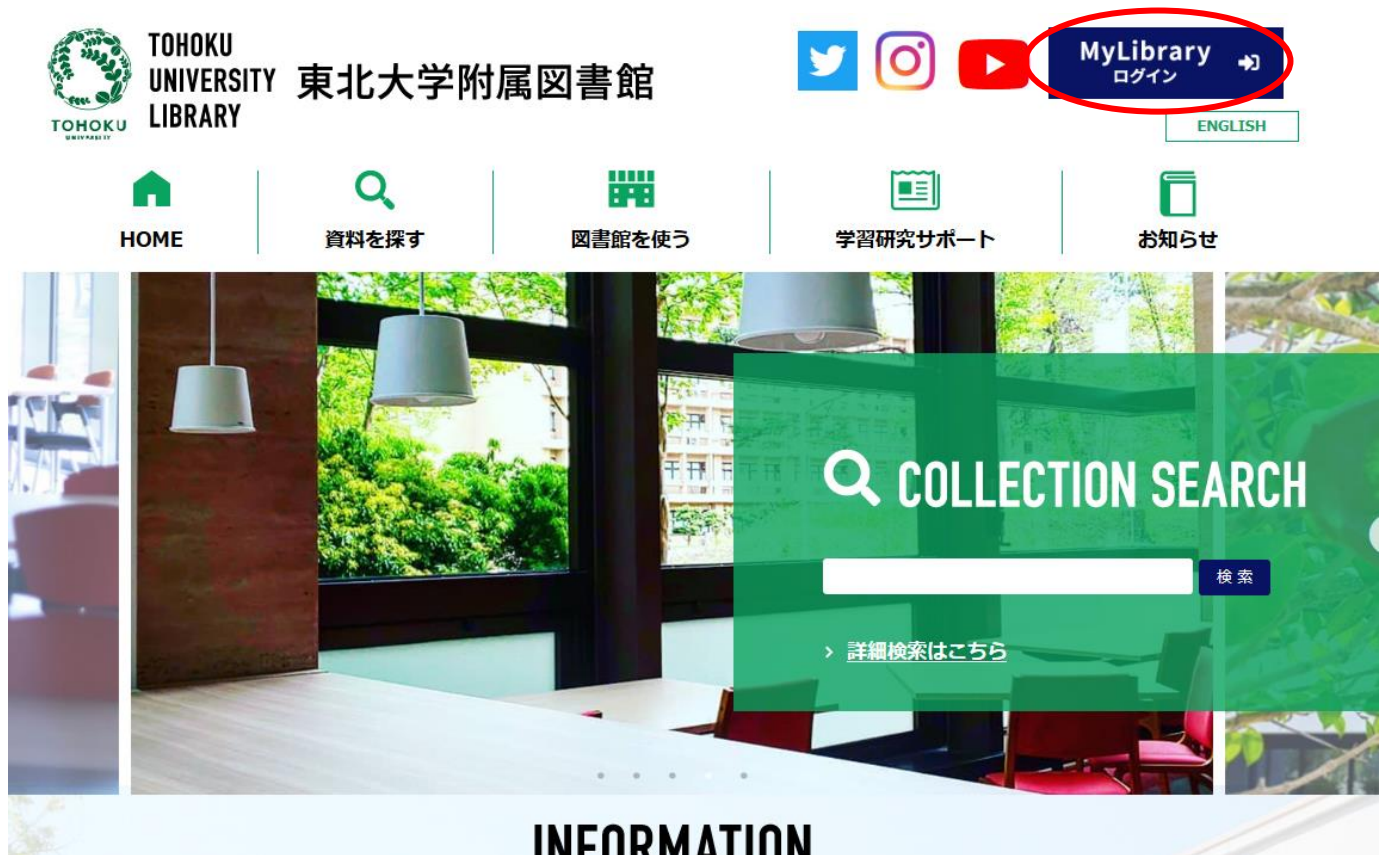 TOHOKU
UNIVERSITY
LIBRARY
東北大学附属図書館
TOHOKU
UNIVERSITY
MyLibrary
ログイン
ENGLISH
HOME
資料を探す
図書館を使う
学習研究サポート
お知らせ
COLLECTION SEARCH
検索
› 詳細検索はこちら
INFORMATION